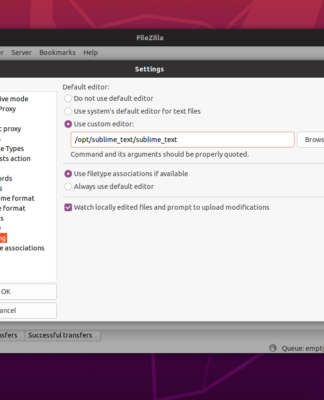 FileZilla
er Server Bookmarks Help
Settings
ive mode
Proxy
c proxy
e Types
sts action
ords
s
me format
e format
s
ng
e associations
OK
ancel
Default editor:
Do not use default editor
Use system's default editor for text files
Use custom editor:
/opt/sublime_text/sublime_text
Brows
Command and its arguments should be properly quoted.
Use filetype associations if available
Always use default editor
Watch locally edited files and prompt to upload modifications
nsfers Successful transfers
Queue: empty